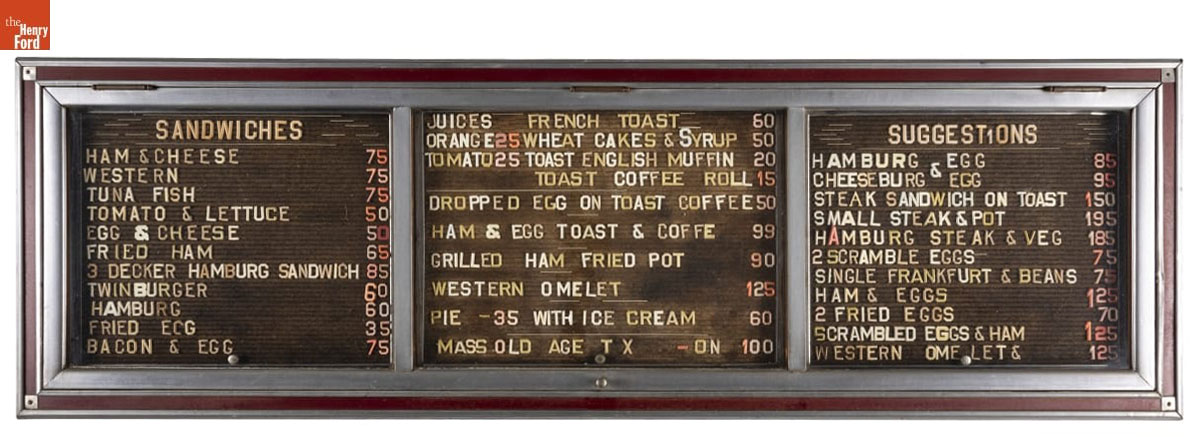 the
Henry
Ford
SANDWICHES
HAM & CHEESE 75
WESTERN 75
TUNA FISH 75
TOMATO & LETTUCE 50
EGG & CHEESE 50
FRIED HAM 65
3 DECKER HAMBURG SANDWICH 85
TWINBURGER 60
HAMBURG 60
FRIED EGG 35
BACON & EGG 75
JUICES FRENCH TOAST 60
ORANGE 25 WHEAT CAKES & SYRUP 50
TOMATO 25 TOAST ENGLISH MUFFIN 20
TOAST COFFEE ROLL 15
DROPPED EGG ON TOAST COFFEE 50
HAM & EGG TOAST & COFFE 99
GRILLED HAM FRIED POT 90
WESTERN OMELET 125
PIE -35 WITH ICE CREAM 60
MASS OLD AGE T X -ON 100
SUGGEST1ONS
HAMBURG & EGG 85
CHEESEBURG & EGG 95
STEAK SANDWICH ON TOAST 150
SMALL STEAK & POT 195
HAMBURG STEAK & VEG 185
2 SCRAMBLE EGGS 75
SINGLE FRANKFURT & BEANS 75
HAM & EGGS 125
2 FRIED EGGS 70
SCRAMBLED EGGS & HAM 125
WESTERN OMELET & 125